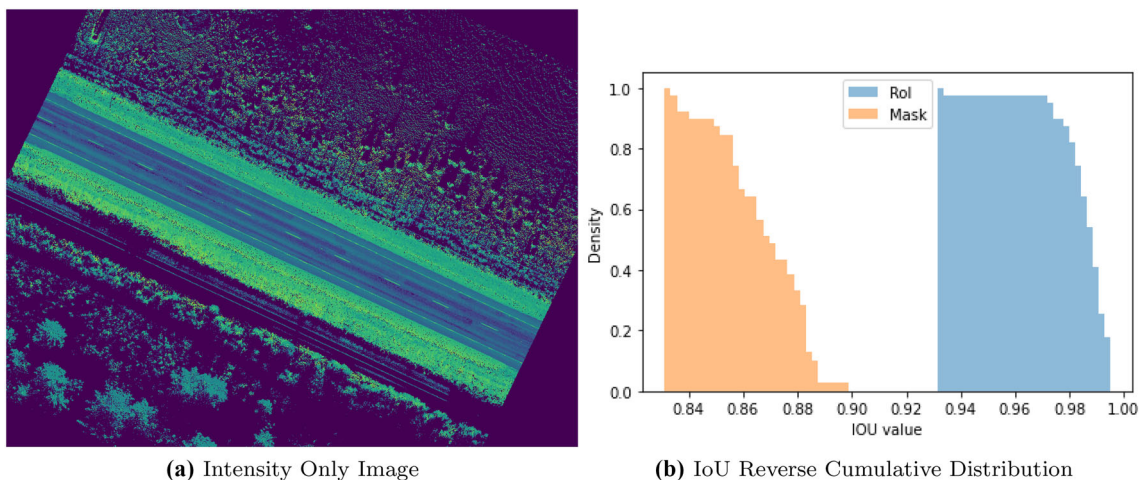 RoI
Mask
1.0
0.8
0.6
0.4
0.2
0.0
Density
0.84 0.86 0.88 0.90 0.92 0.94 0.96 0.98 1.00
IOU value
(a) Intensity Only Image
(b) IoU Reverse Cumulative Distribution